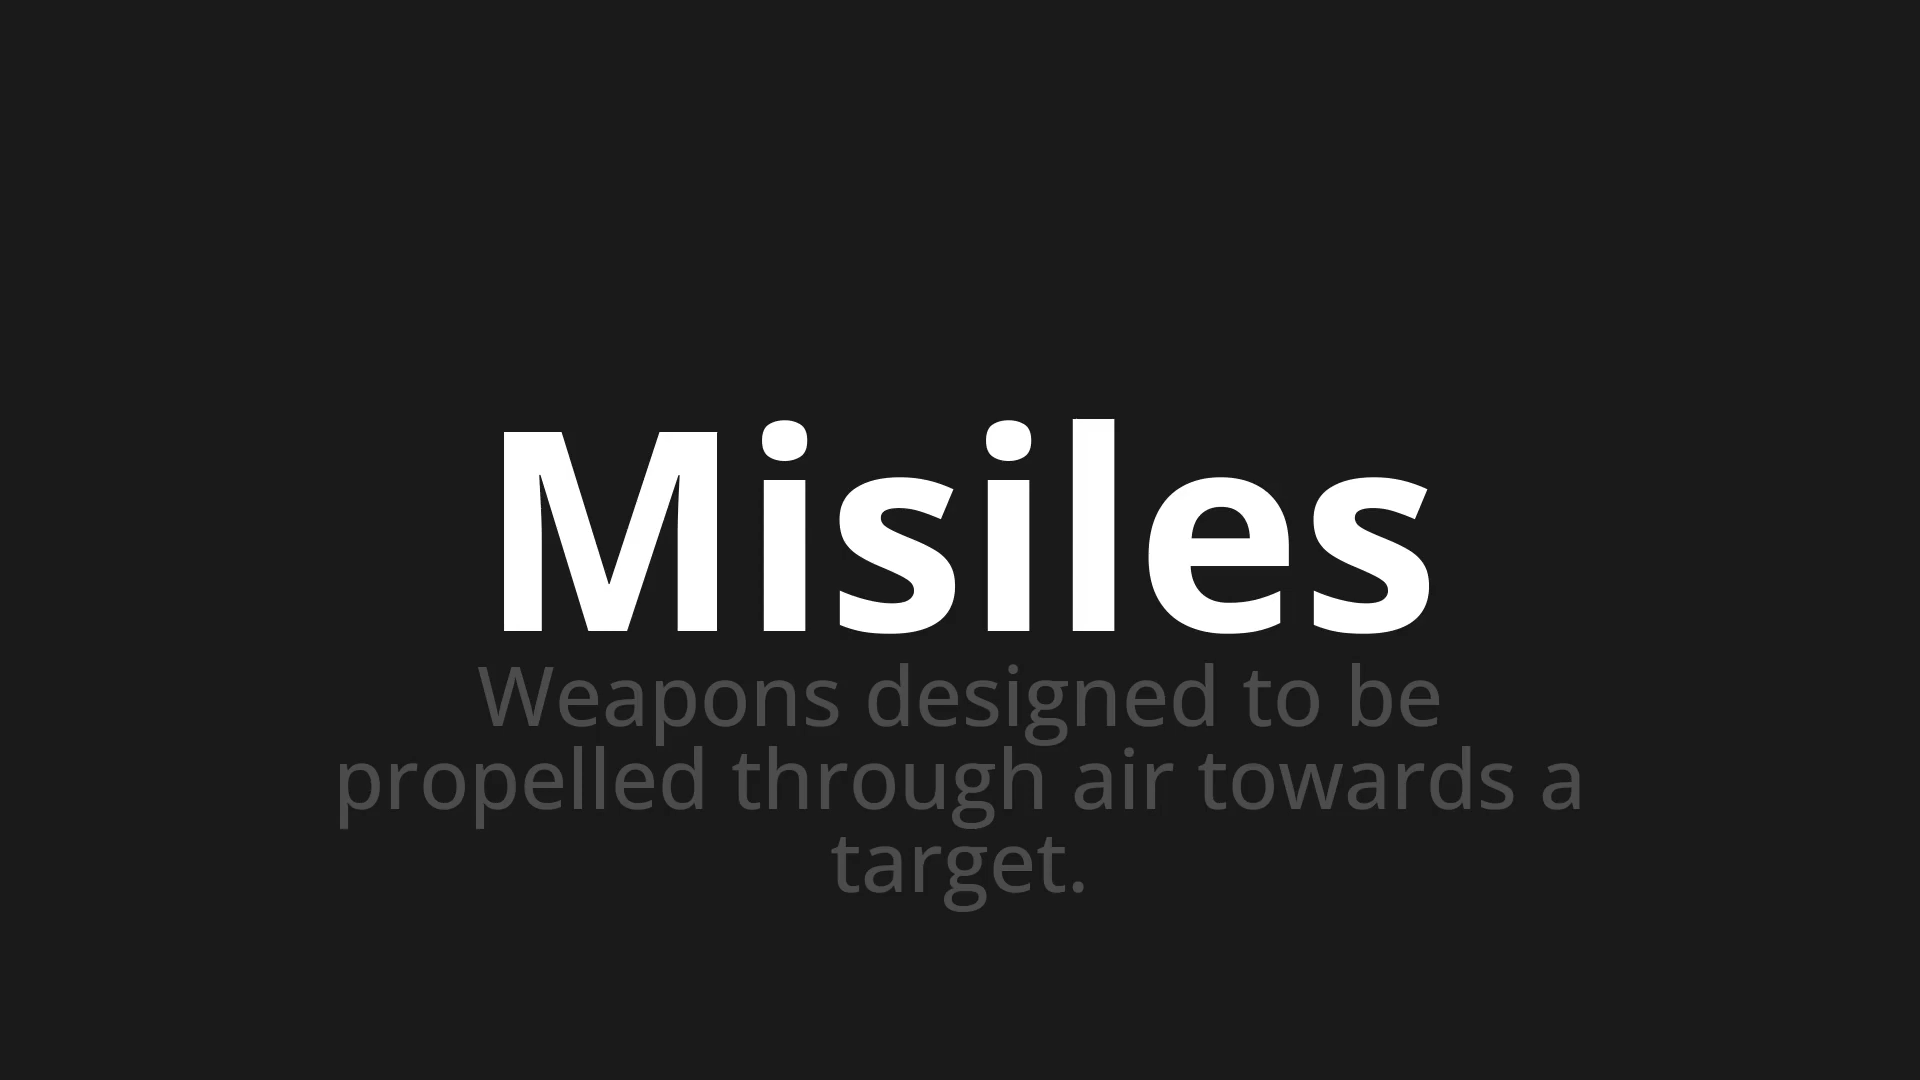 Misiles
Weapons designed to be
propelled through air towards a
target.